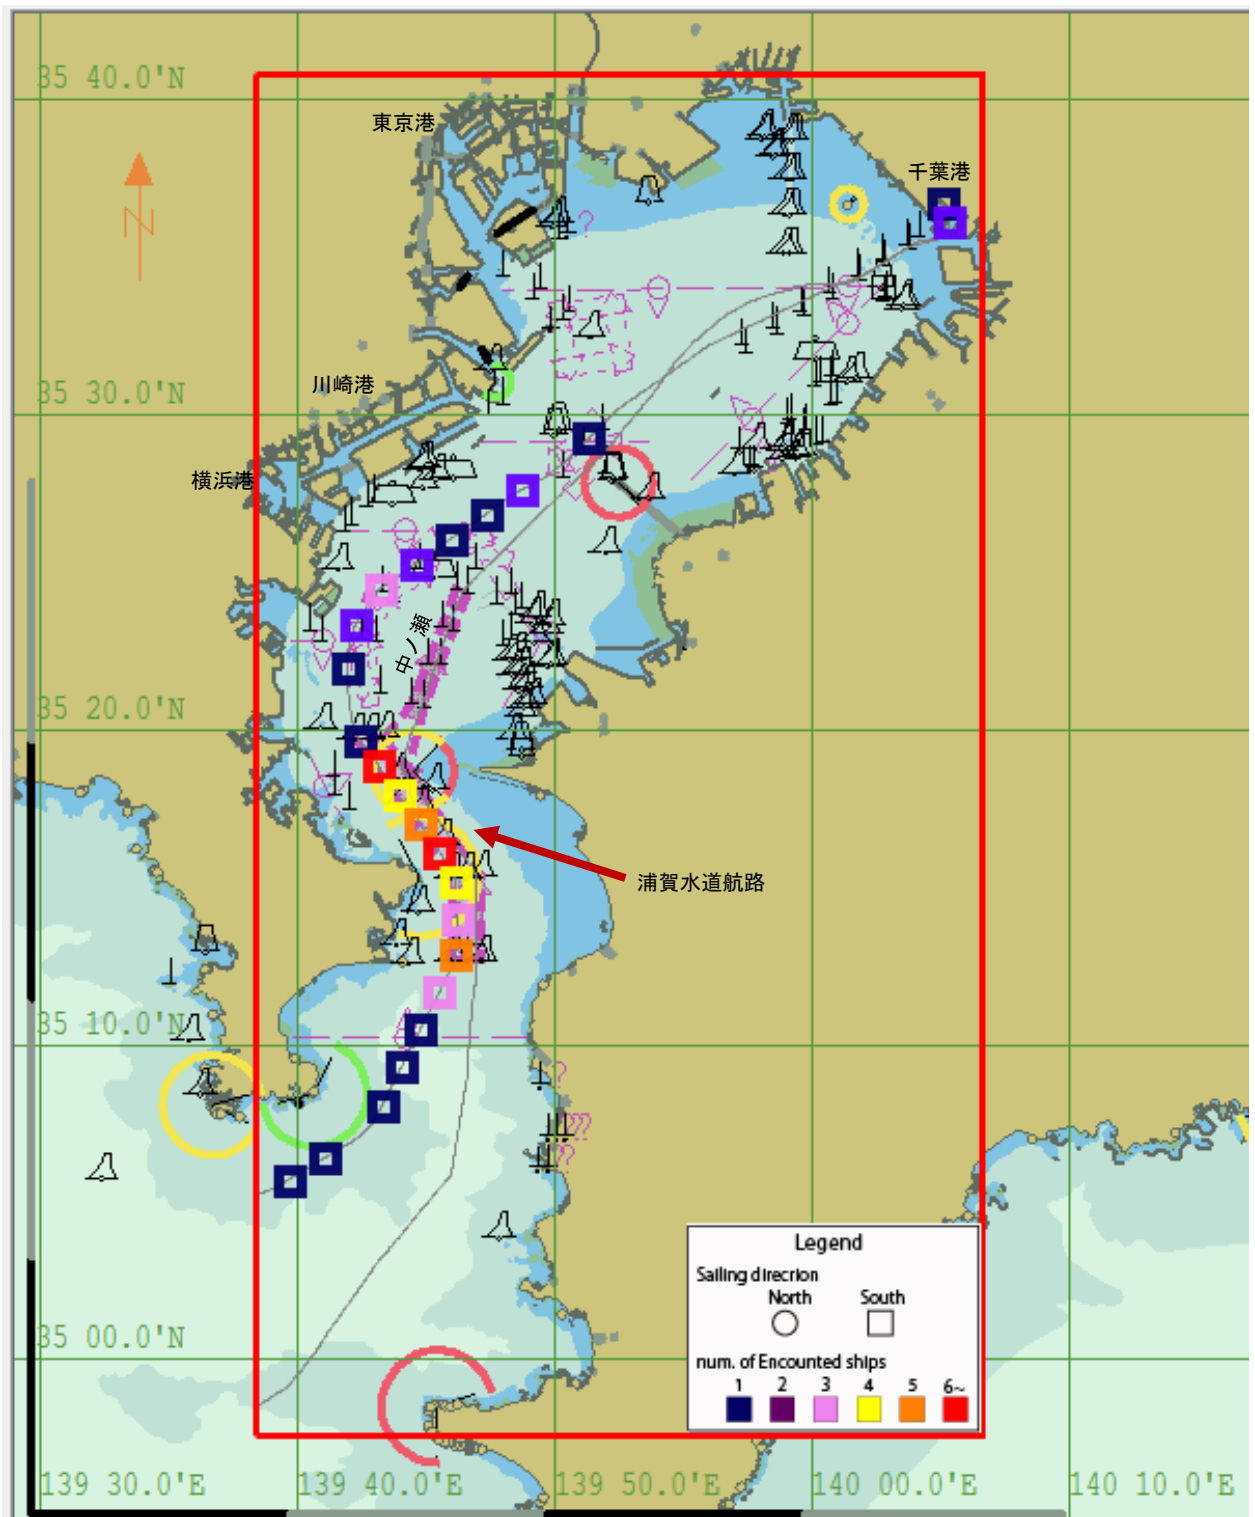 35 40.0'N
東京港
千葉港
N
35 30.0'N
川崎港
横浜港
中ノ瀬
35 20.0'N
浦賀水道航路
35 10.0'N
35 00.0'N
Legend
Sailing direcrion
North South
num. of Encounted ships
1 2 3 4 5 6~
139 30.0'E 139 40.0'E 139 50.0'E 140 00.0'E 140 10.0'E